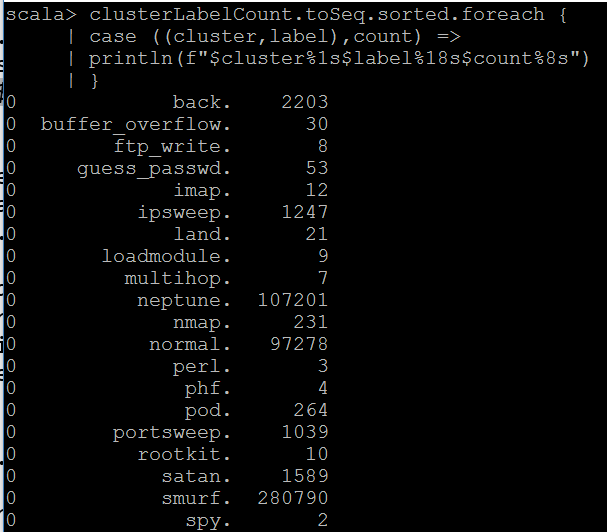 scala> clusterLabelCount.toSeq.sorted.foreach {
| case ((cluster,label),count) =>
| println(f"$cluster%1s$label%18s$count%8s")
| }
0 back. 2203
0 buffer_overflow. 30
0 ftp_write. 8
0 guess_passwd. 53
0 imap. 12
0 ipsweep. 1247
0 land. 21
0 loadmodule. 9
0 multihop. 7
0 neptune. 107201
0 nmap. 231
0 normal. 97278
0 perl. 3
0 phf. 4
0 pod. 264
0 portsweep. 1039
0 rootkit. 10
0 satan. 1589
0 smurf. 280790
0 spy. 2